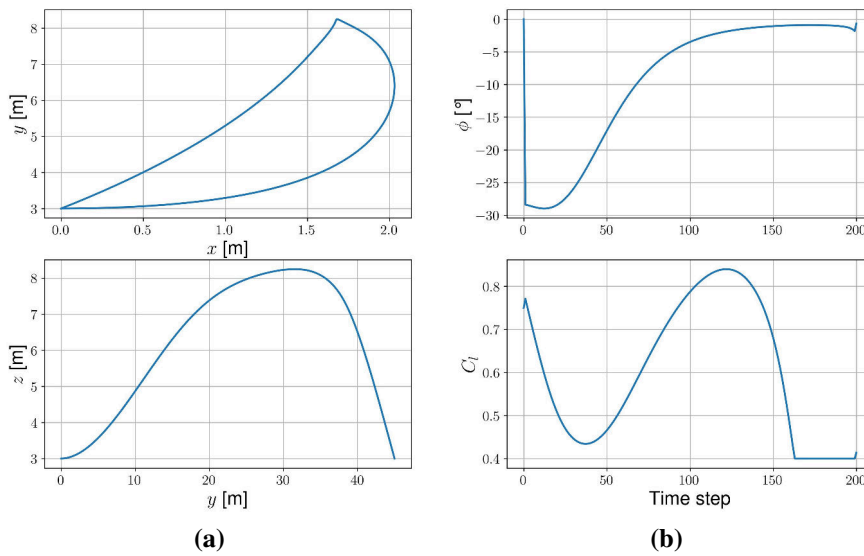 y [m]
8
7
6
5
4
3
0.0 0.5 1.0 1.5 2.0
x [m]
z [m]
8
7
6
5
4
3
0 10 20 30 40
y [m]
(a)
ϕ [°]
0
−5
−10
−15
−20
−25
−30
0 50 100 150 200
C_l
0.8
0.7
0.6
0.5
0.4
0 50 100 150 200
Time step
(b)